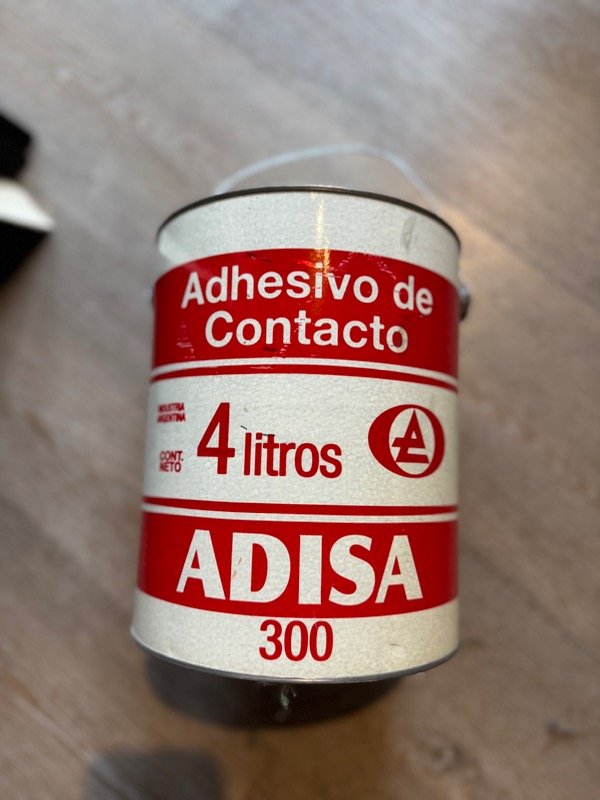 Adhesivo de
Contacto
INDUSTRIA
ARGENTINA
CONT.
NETO
4 litros
ADISA
300